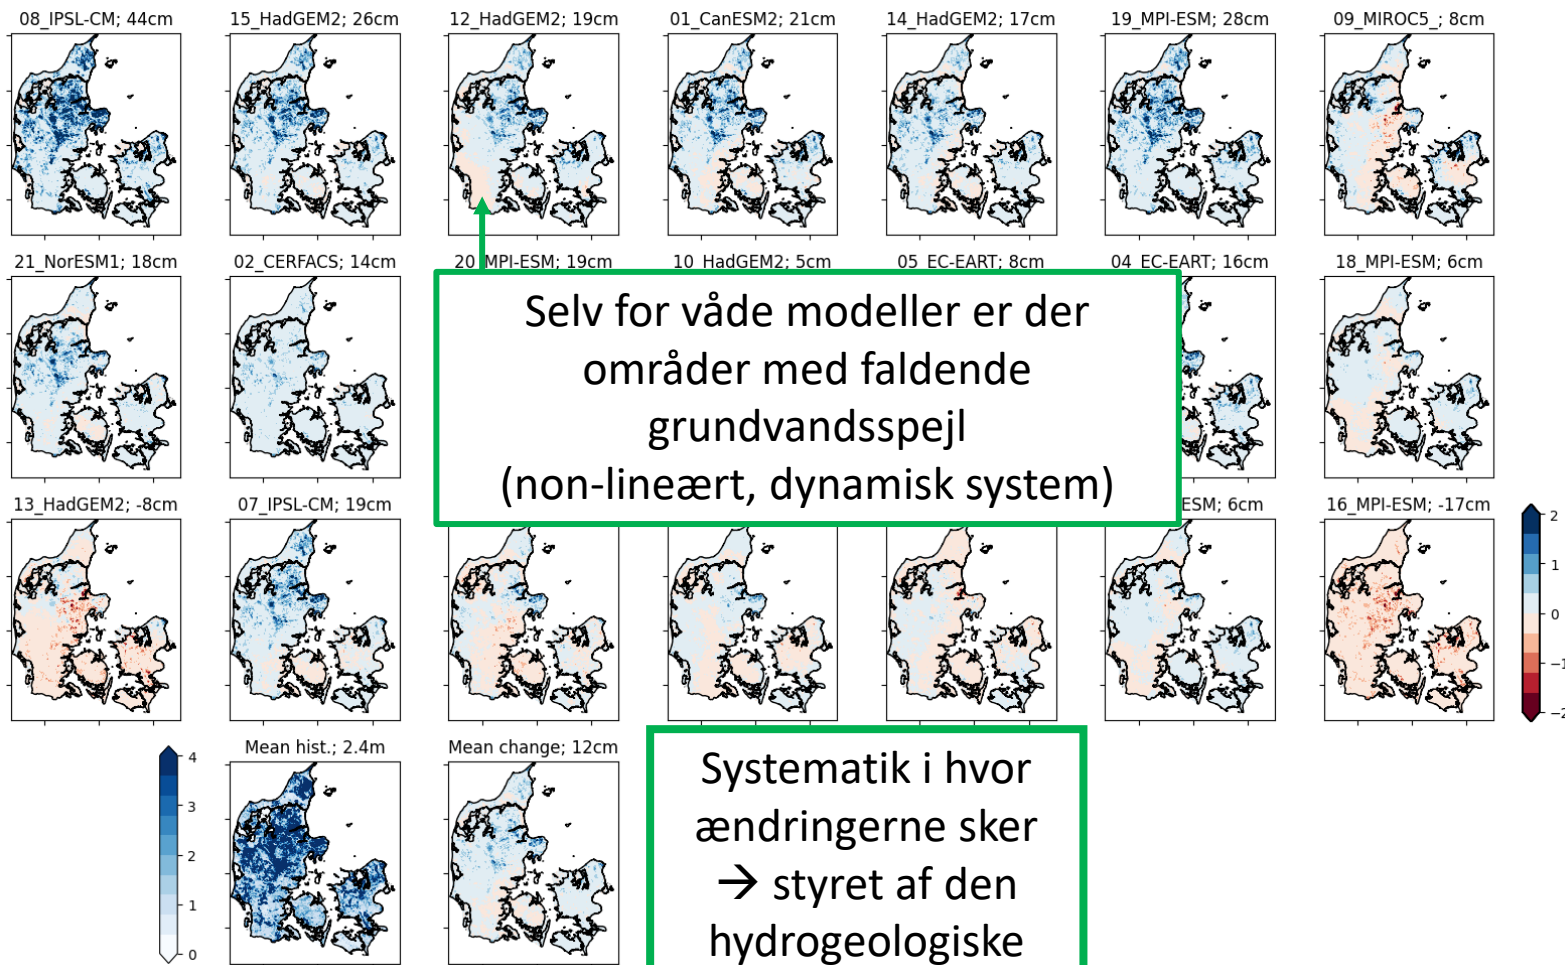 08_IPSL-CM; 44cm
15_HadGEM2; 26cm
12_HadGEM2; 19cm
01_CanESM2; 21cm
14_HadGEM2; 17cm
19_MPI-ESM; 28cm
09_MIROC5_; 8cm
21_NorESM1; 18cm
02_CERFACS; 14cm
20_MPI-ESM; 19cm
10_HadGEM2; 5cm
05_EC-EART; 8cm
04_EC-EART; 16cm
18_MPI-ESM; 6cm
Selv for våde modeller er der
områder med faldende
grundvandsspejl
(non-lineært, dynamisk system)
13_HadGEM2; -8cm
07_IPSL-CM; 19cm
ESM; 6cm
16_MPI-ESM; -17cm
2
1
0
−1
−2
Mean hist.; 2.4m
Mean change; 12cm
4
3
2
1
0
Systematik i hvor
ændringerne sker
→ styret af den
hydrogeologiske